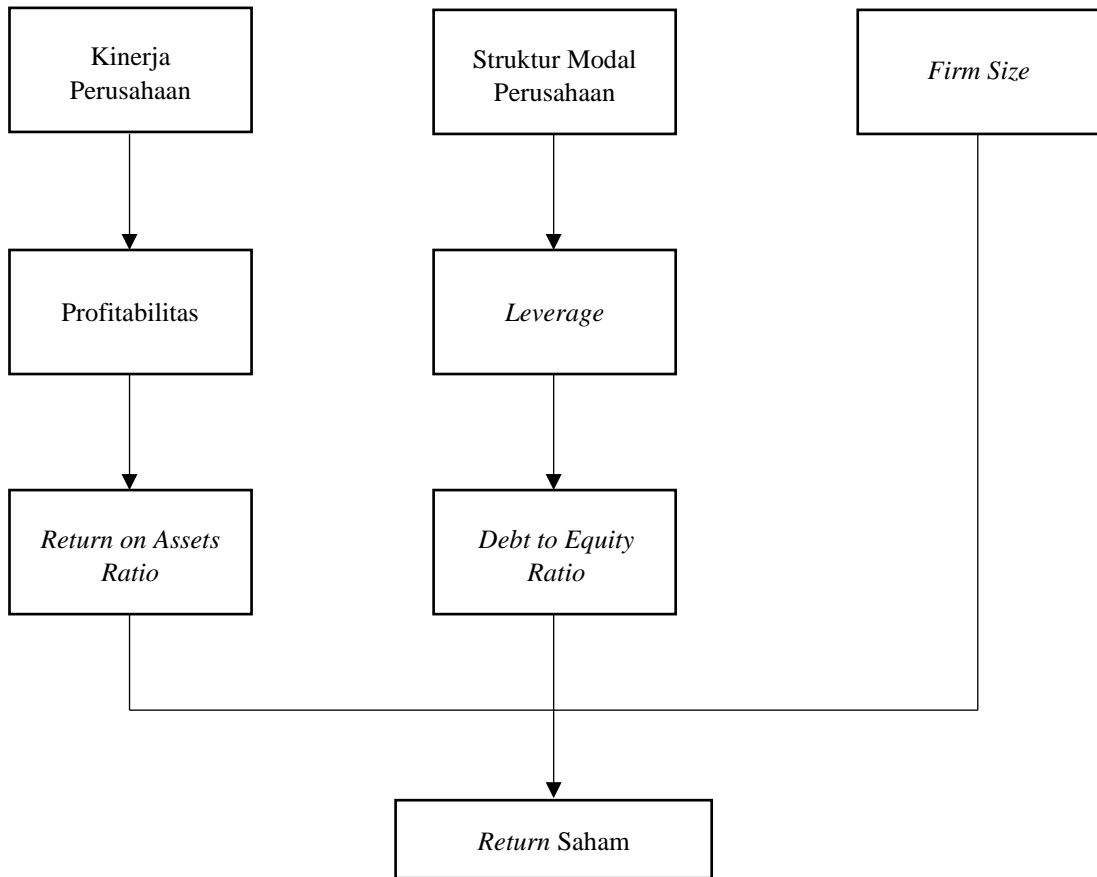 Kinerja
Perusahaan
Struktur Modal
Perusahaan
Firm Size
Profitabilitas
Leverage
Return on Assets
Ratio
Debt to Equity
Ratio
Return Saham